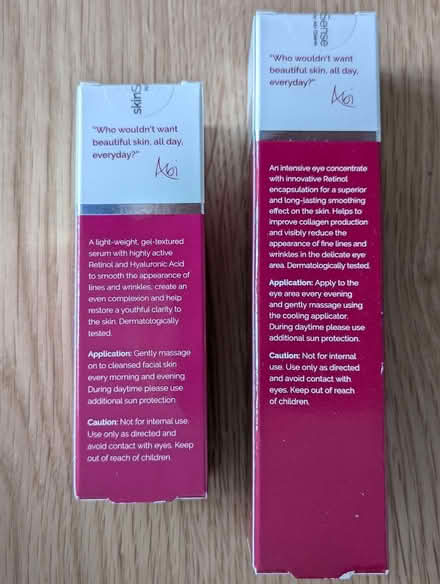 skinS
"Who wouldn't want
beautiful skin, all day,
everyday?"
Abi
A light-weight, gel-textured
serum with highly active
Retinol and Hyaluronic Acid
to smooth the appearance of
lines and wrinkles, create an
even complexion and help
restore a youthful clarity to
the skin. Dermatologically
tested.
Application: Gently massage
on to cleansed facial skin
every morning and evening.
During daytime please use
additional sun protection.
Caution: Not for internal use.
Use only as directed and
avoid contact with eyes. Keep
out of reach of children.
Sense
"Who wouldn't want
beautiful skin, all day,
everyday?"
Abi
An intensive eye concentrate
with innovative Retinol
encapsulation for a superior
and long-lasting smoothing
effect on the skin. Helps to
improve collagen production
and visibly reduce the
appearance of fine lines and
wrinkles in the delicate eye
area. Dermatologically tested.
Application: Apply to the
eye area every evening
and gently massage using
the cooling applicator.
During daytime please use
additional sun protection.
Caution: Not for internal
use. Use only as directed
and avoid contact with
eyes. Keep out of reach
of children.